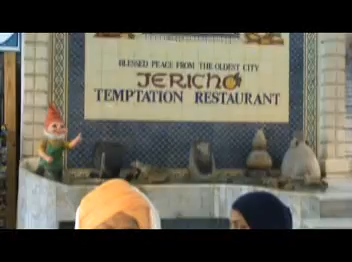 BLESSED PEACE FROM THE OLDEST CITY
JERICHO
TEMPTATION RESTAURANT